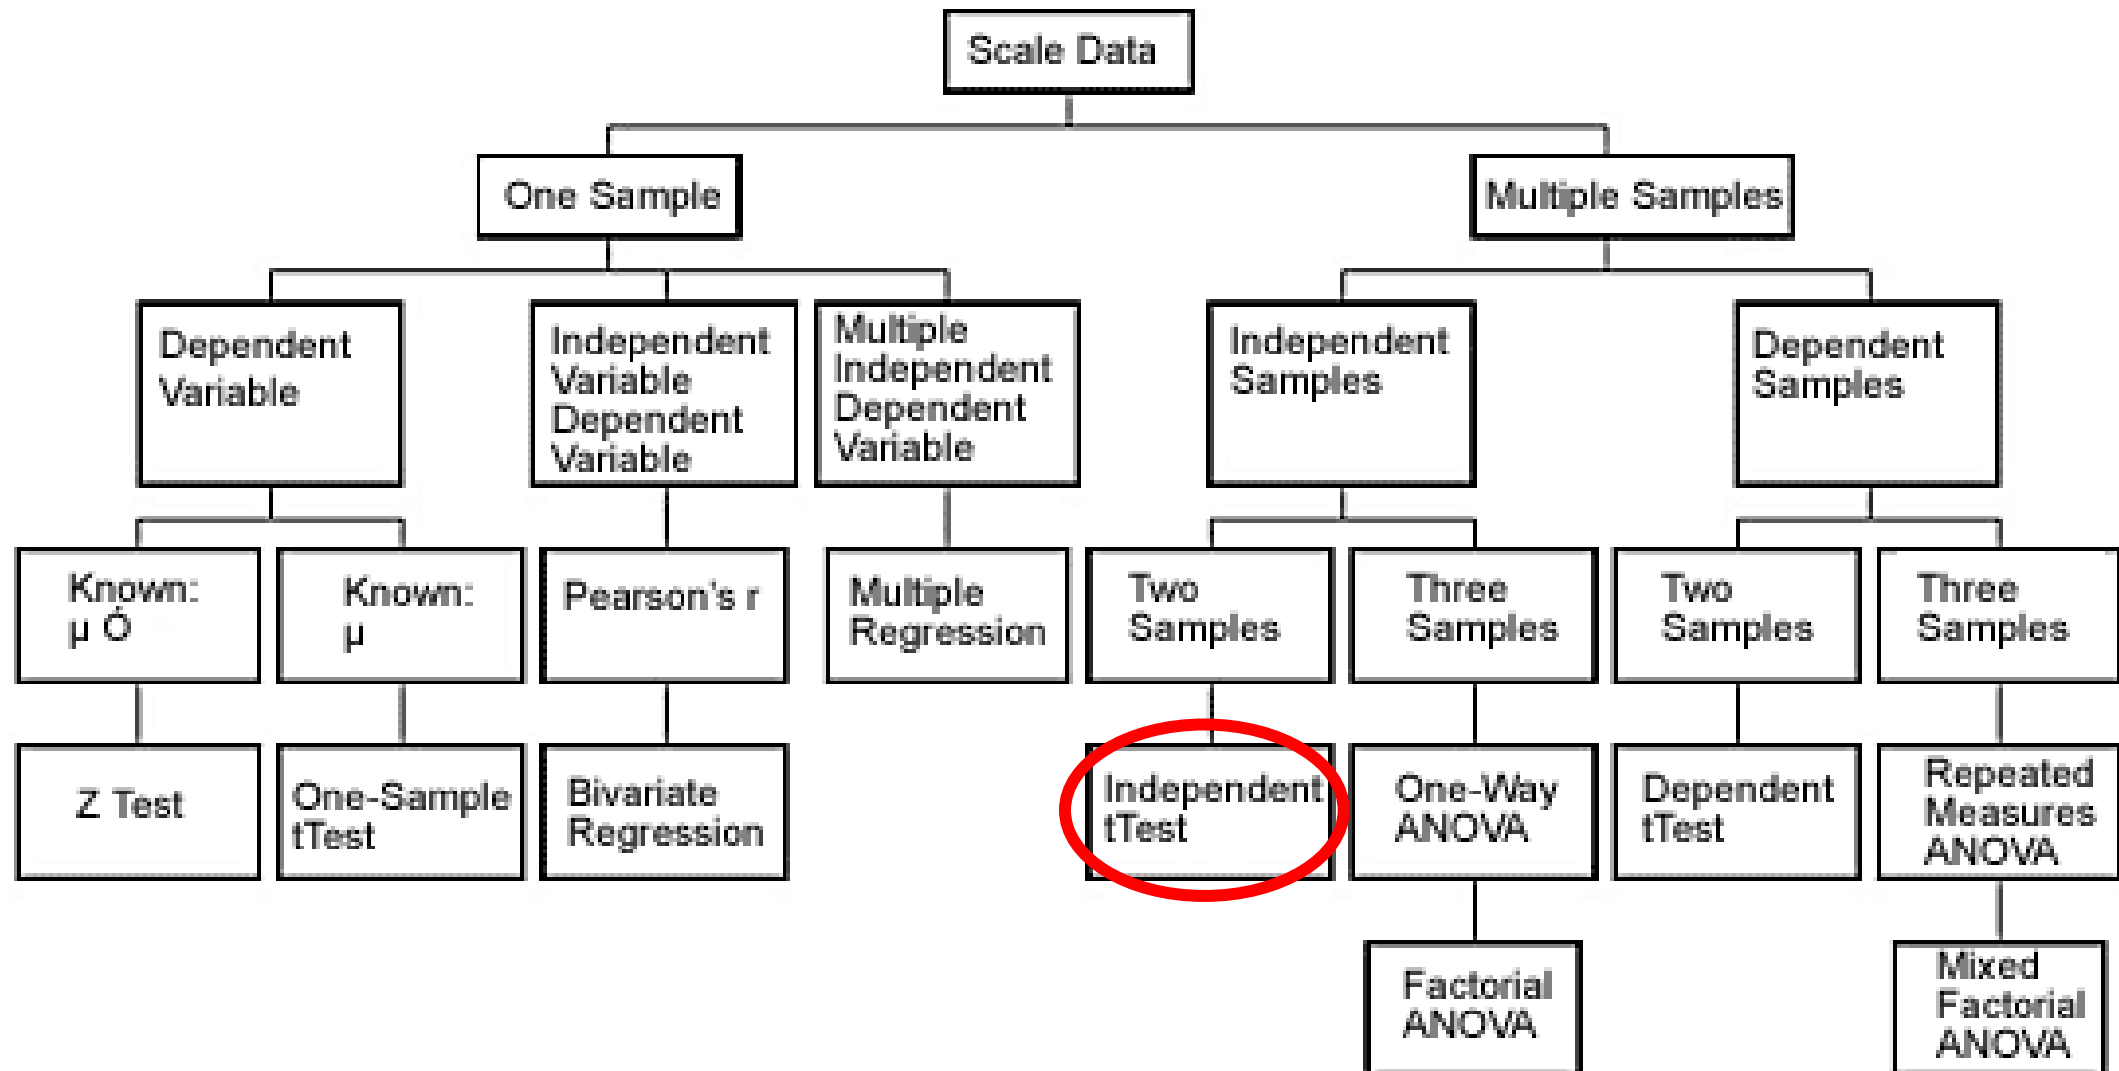 Scale Data
One Sample
Multiple Samples
Dependent
Variable
Independent
Variable
Dependent
Variable
Multiple
Independent
Dependent
Variable
Independent
Samples
Dependent
Samples
Known:
µ Ó
Known:
µ
Pearson's r
Multiple
Regression
Two
Samples
Three
Samples
Two
Samples
Three
Samples
Z Test
One-Sample
tTest
Bivariate
Regression
Independent
tTest
One-Way
ANOVA
Dependent
tTest
Repeated
Measures
ANOVA
Factorial
ANOVA
Mixed
Factorial
ANOVA